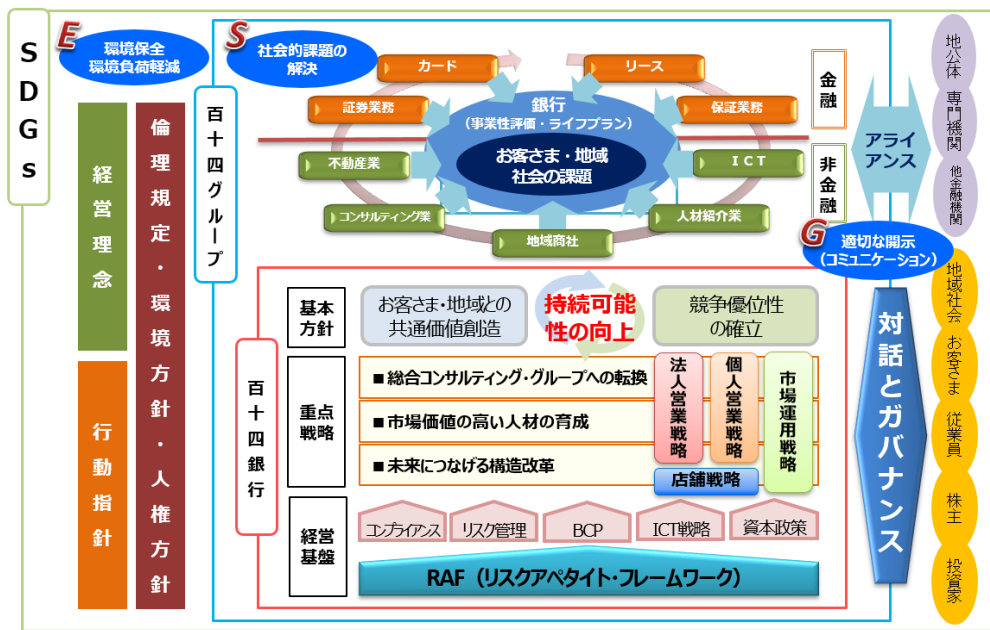 SDGs
E
環境保全
環境負荷軽減
S
社会的課題の
解決
経営理念
行動指針
倫理規定・環境方針・人権方針
百十四グループ
カード
リース
証券業務
保証業務
不動産業
ICT
コンサルティング業
人材紹介業
地域商社
銀行
(事業性評価・ライフプラン)
お客さま・地域
社会の課題
金融
非金融
アライ
アンス
地公体
専門機関
他金融機関
G
適切な開示
(コミュニケーション)
百十四銀行
基本
方針
お客さま・地域との
共通価値創造
持続可能
性の向上
競争優位性
の確立
重点
戦略
■総合コンサルティング・グループへの転換
■市場価値の高い人材の育成
■未来につなげる構造改革
法人営業戦略
個人営業戦略
市場運用戦略
店舗戦略
経営
基盤
コンプライアンス
リスク管理
BCP
ICT戦略
資本政策
RAF(リスクアペタイト・フレームワーク)
対話とガバナンス
地域社会
お客さま
従業員
株主
投資家